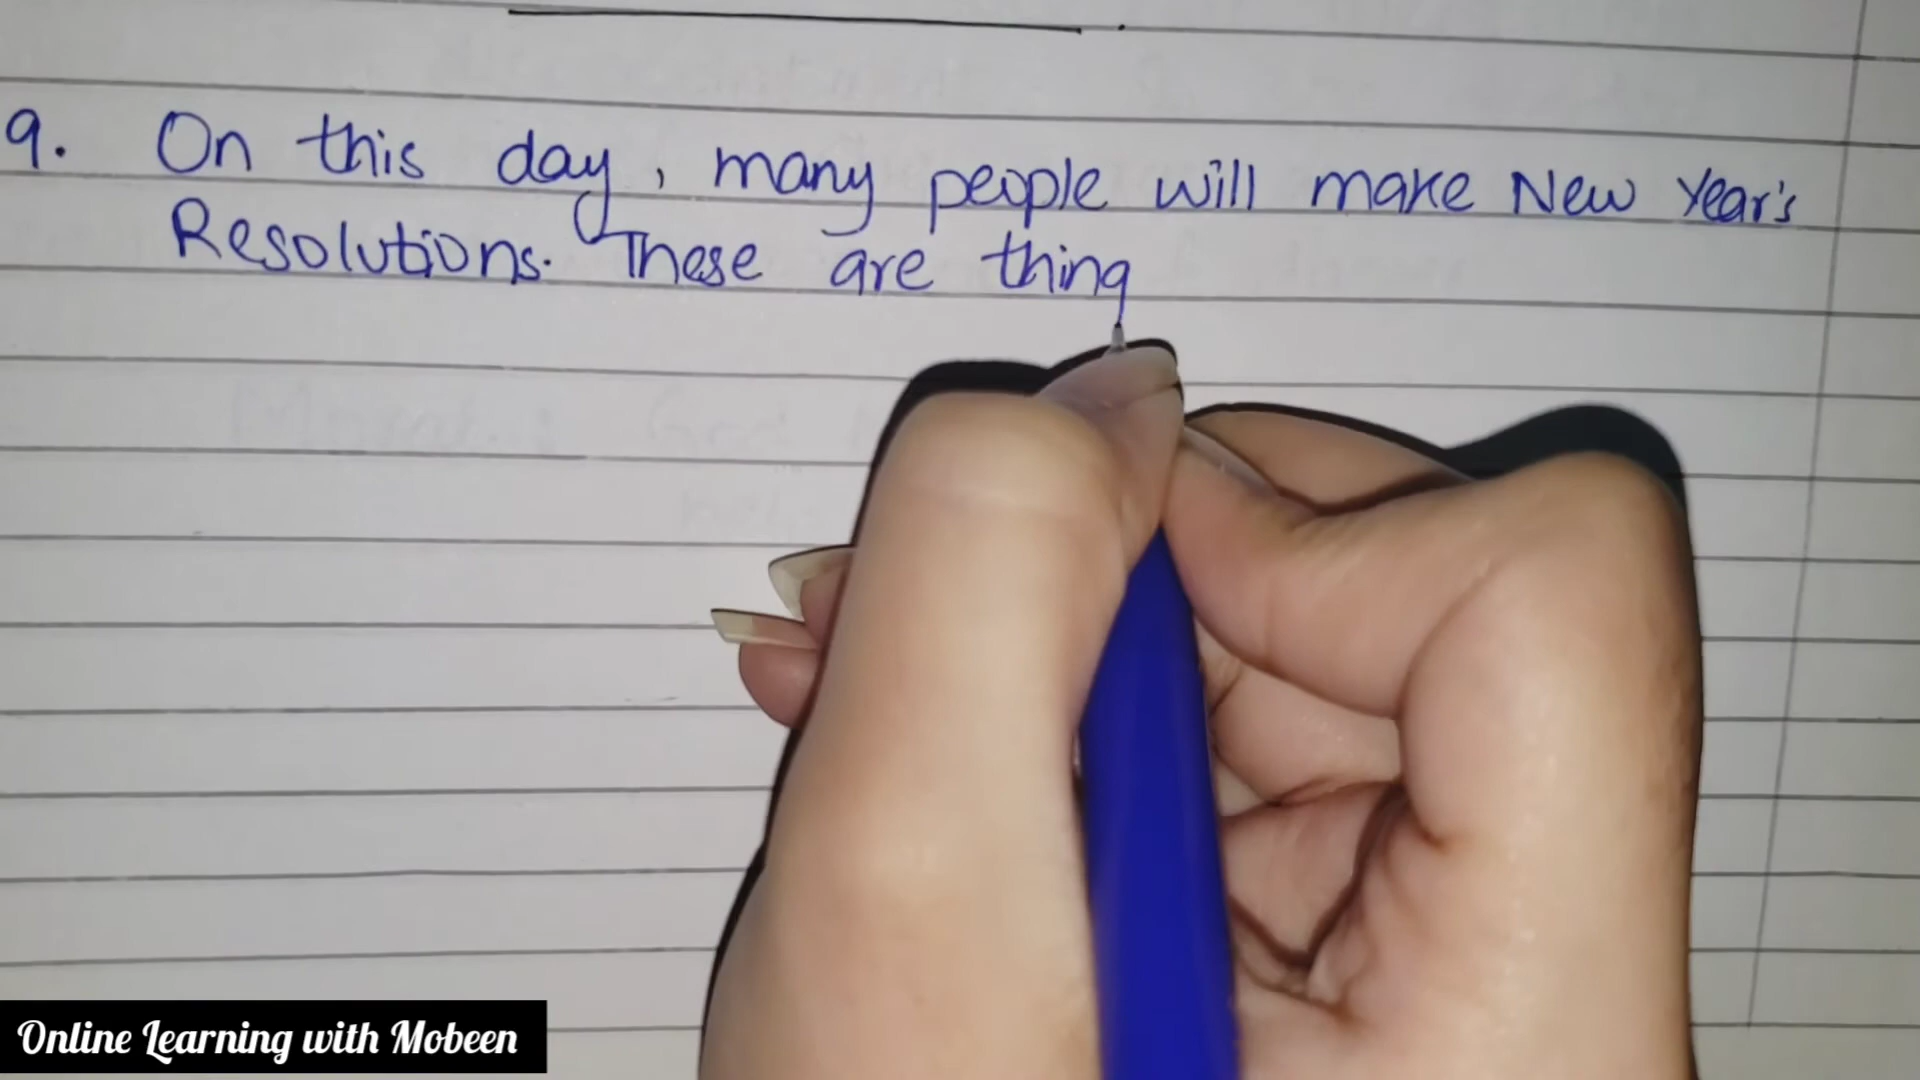 9. On this day, many people will make New Year's
Resolutions. These are thing
Online Learning with Mobeen